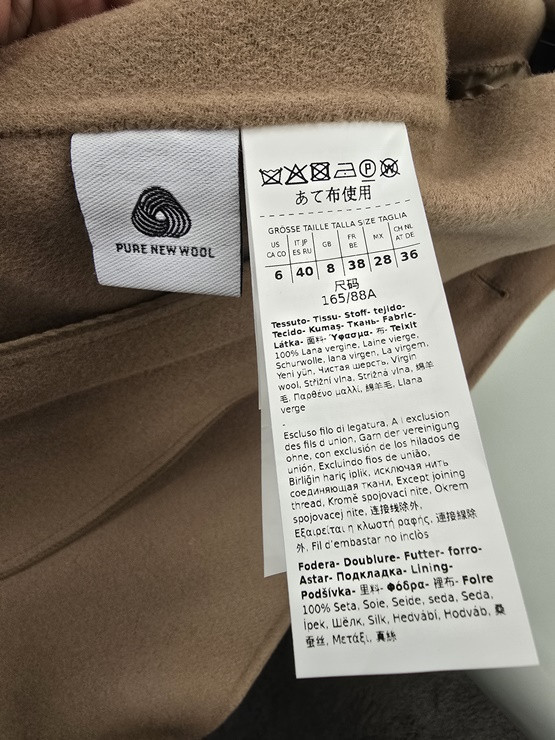 PURE NEW WOOL
P W
あて布使用
GRÖSSE TAILLE TALLA SIZE TAGLIA
US CA CO | IT JP ES RU | GB | FR BE | MX | CH NL AT DE
6 | 40 | 8 | 38 | 28 | 36
尺码
165/88A
Tessuto- Tissu- Stoff- tejido-
Tecido- Kumaş- Ткань- Fabric-
Látka- 面料- Ύφασμα- 布- Teixit
100% Lana vergine, Laine vierge,
Schurwolle, lana virgen, La virgem,
Yeni yün, Чистая шерсть, Virgin
wool, Střižní vlna, Strižná vlna, 綿羊
毛, Παρθένο μαλλί, 綿羊毛, Llana
verge
-
Escluso filo di legatura, A l exclusion
des fils d union, Garn der vereinigung
ohne, con exclusión de los hilados de
unión, Excluindo fios de união,
Birliğin hariç iplik, исключая нить
соединяющая ткани, Except joining
thread, Kromě spojovací nite, Okrem
spojovacej nite, 连接线除外,
Εξαιρείται η κλωστή ραφής, 連接線除
外, Fil d'embastar no inclòs
Fodera- Doublure- Futter- forro-
Astar- Подкладка- Lining-
Podšívka- 里料- Φόδρα- 裡布- Folre
100% Seta, Soie, Seide, seda, Seda,
İpek, Шёлк, Silk, Hedvábí, Hodváb, 桑
蚕丝, Μετάξι, 真絲